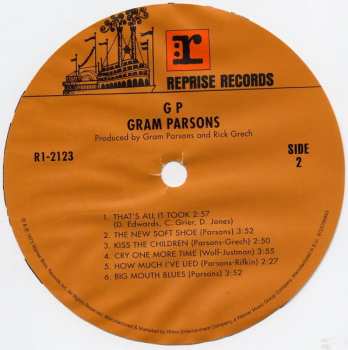 r
REPRISE RECORDS
G P
GRAM PARSONS
Produced by Gram Parsons and Rick Grech
R1-2123
SIDE
2
1. THAT'S ALL IT TOOK 2:57
(D. Edwards, C. Grier, D. Jones)
2. THE NEW SOFT SHOE (Parsons) 3:52
3. KISS THE CHILDREN (Parsons-Grech) 2:50
4. CRY ONE MORE TIME (Wolf-Justman) 3:55
5. HOW MUCH I'VE LIED (Parsons-Rifkin) 2:27
6. BIG MOUTH BLUES (Parsons) 3:52